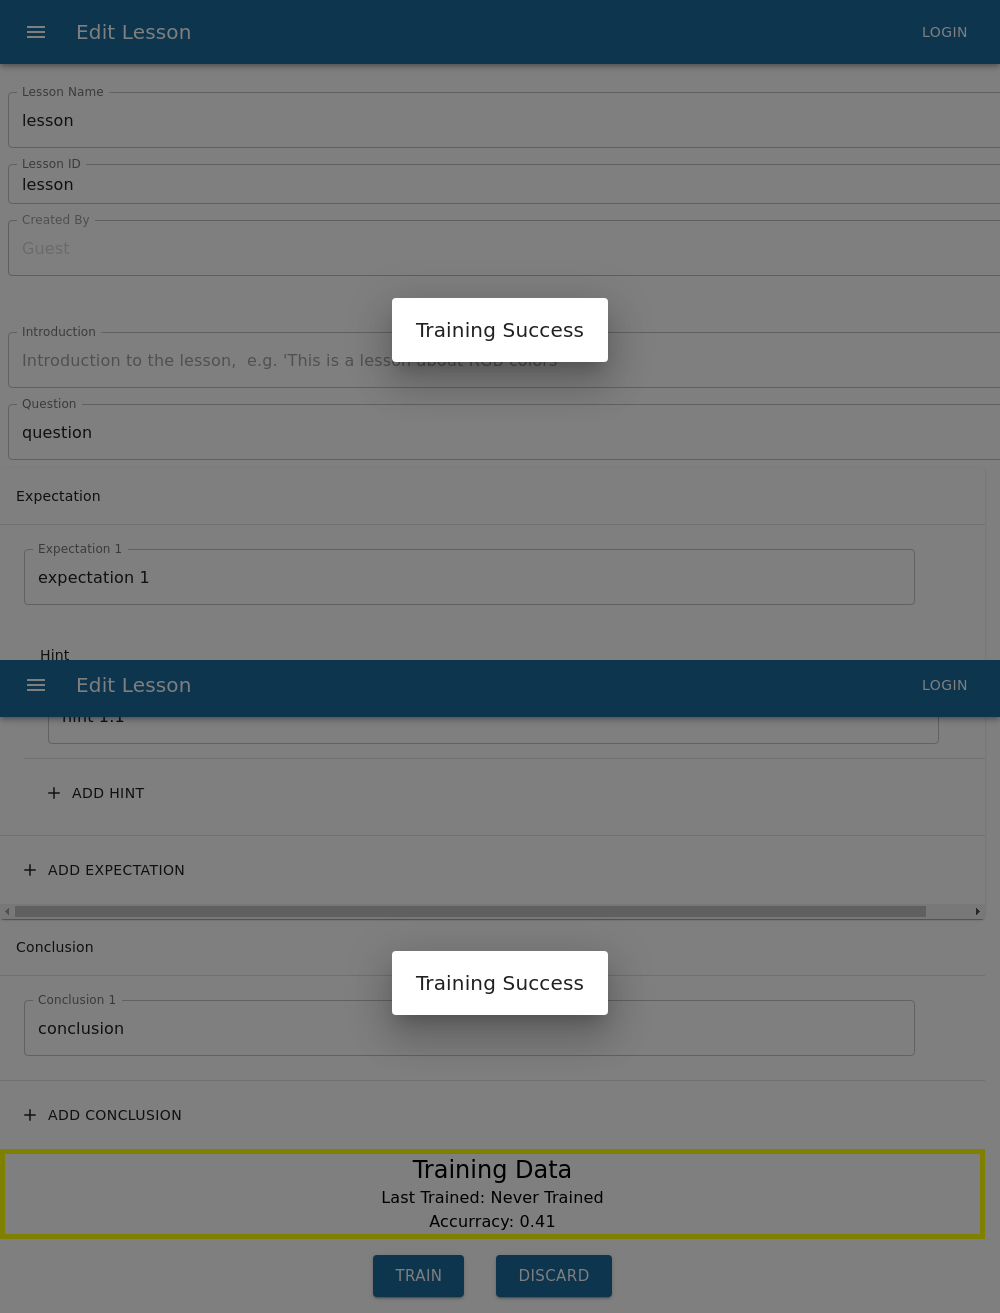 Edit Lesson
LOGIN
Lesson Name
lesson
Lesson ID
lesson
Created By
Guest
Training Success
Introduction
Introduction to the lesson,  e.g. 'This is a lesson about RGB colors'
Question
question
Expectation
Expectation 1
expectation 1
Hint
Edit Lesson
LOGIN
hint 1.1
ADD HINT
ADD EXPECTATION
Conclusion
Training Success
Conclusion 1
conclusion
ADD CONCLUSION
Training Data
Last Trained: Never Trained
Accurracy: 0.41
TRAIN
DISCARD